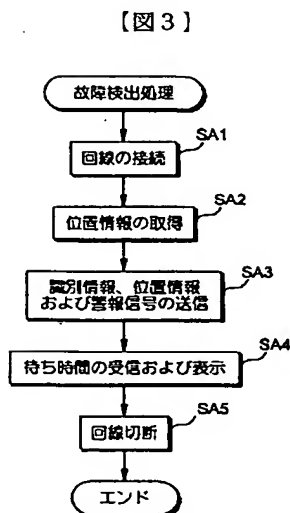 【図3】
故障検出処理
SA1
回線の接続
SA2
位置情報の取得
SA3
識別情報、位置情報
および警報信号の送信
SA4
待ち時間の受信および表示
SA5
回線切断
エンド